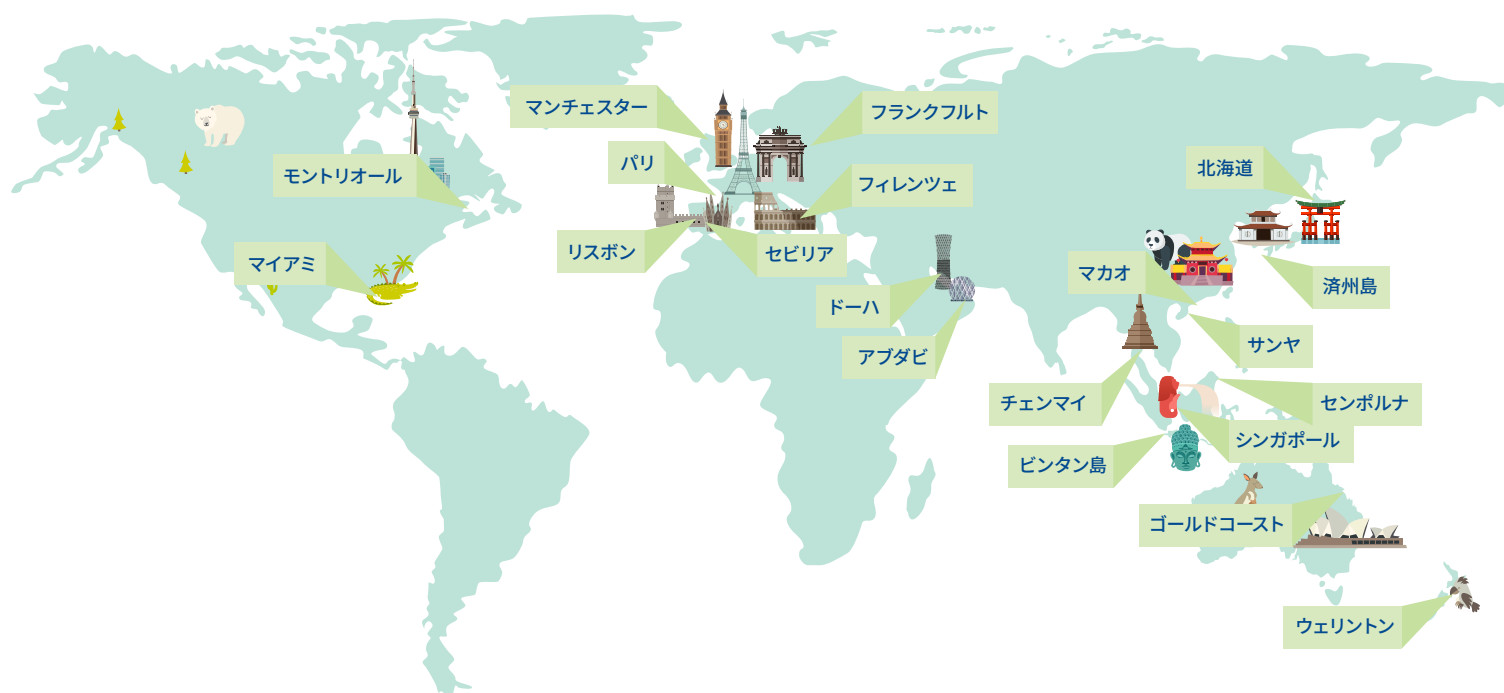 マンチェスター
フランクフルト
パリ
モントリオール
北海道
フィレンツェ
リスボン
セビリア
マイアミ
マカオ
済州島
ドーハ
サンヤ
アブダビ
チェンマイ
センポルナ
シンガポール
ビンタン島
ゴールドコースト
ウェリントン